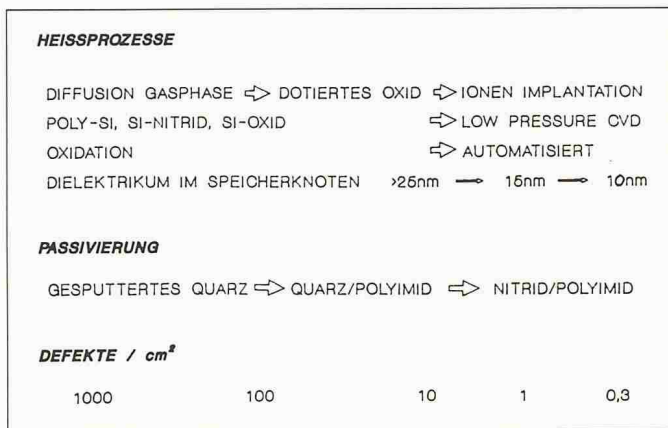 HEISSPROZESSE
DIFFUSION GASPHASE ⇨ DOTIERTES OXID ⇨ IONEN IMPLANTATION
POLY-SI, SI-NITRID, SI-OXID ⇨ LOW PRESSURE CVD
OXIDATION ⇨ AUTOMATISIERT
DIELEKTRIKUM IM SPEICHERKNOTEN >25nm → 15nm → 10nm
PASSIVIERUNG
GESPUTTERTES QUARZ ⇨ QUARZ/POLYIMID ⇨ NITRID/POLYIMID
DEFEKTE / cm²
1000 100 10 1 0,3